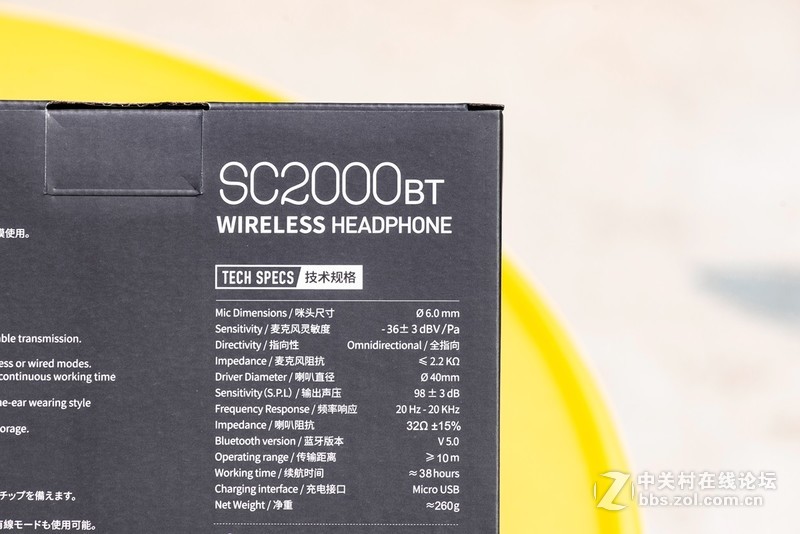 SC2000BT
WIRELESS HEADPHONE
TECH SPECS 技术规格
Mic Dimensions / 咪头尺寸 Ø 6.0 mm
Sensitivity / 麦克风灵敏度 -36± 3 dBV/Pa
Directivity / 指向性 Omnidirectional / 全指向
Impedance / 麦克风阻抗 ≤ 2.2 KΩ
Driver Diameter / 喇叭直径 Ø 40mm
Sensitivity (S.P.L) / 输出声压 98 ± 3 dB
Frequency Response / 频率响应 20 Hz - 20 KHz
Impedance / 喇叭阻抗 32Ω ±15%
Bluetooth version / 蓝牙版本 V 5.0
Operating range / 传输距离 ≥ 10 m
Working time / 续航时间 ≈ 38 hours
Charging interface / 充电接口 Micro USB
Net Weight / 净重 ≈260g
使用。
able transmission.
ess or wired modes.
continuous working time
e-ear wearing style
orage.
チップを備えます。
有線モードも使用可能。
Z 中关村在线论坛
bbs.zol.com.cn